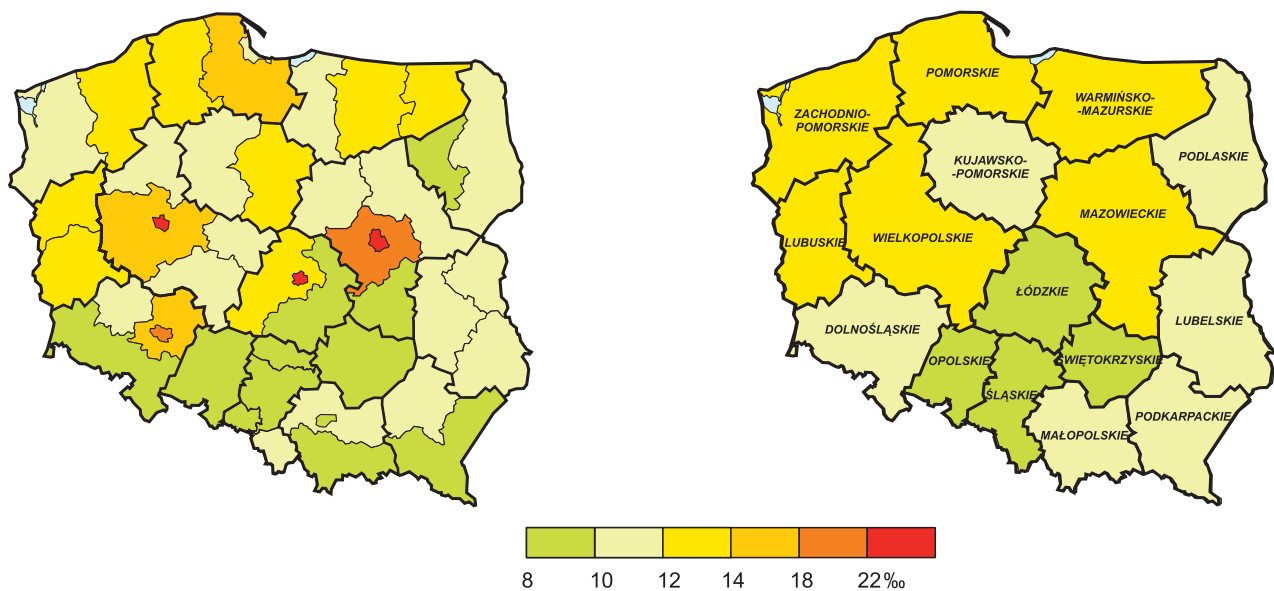 POMORSKIE
WARMIŃSKO-
-MAZURSKIE
ZACHODNIO-
POMORSKIE
KUJAWSKO-
-POMORSKIE
PODLASKIE
MAZOWIECKIE
LUBUSKIE
WIELKOPOLSKIE
ŁÓDZKIE
LUBELSKIE
DOLNOŚLĄSKIE
OPOLSKIE
ŚWIĘTOKRZYSKIE
ŚLĄSKIE
PODKARPACKIE
MAŁOPOLSKIE
8 10 12 14 18 22‰